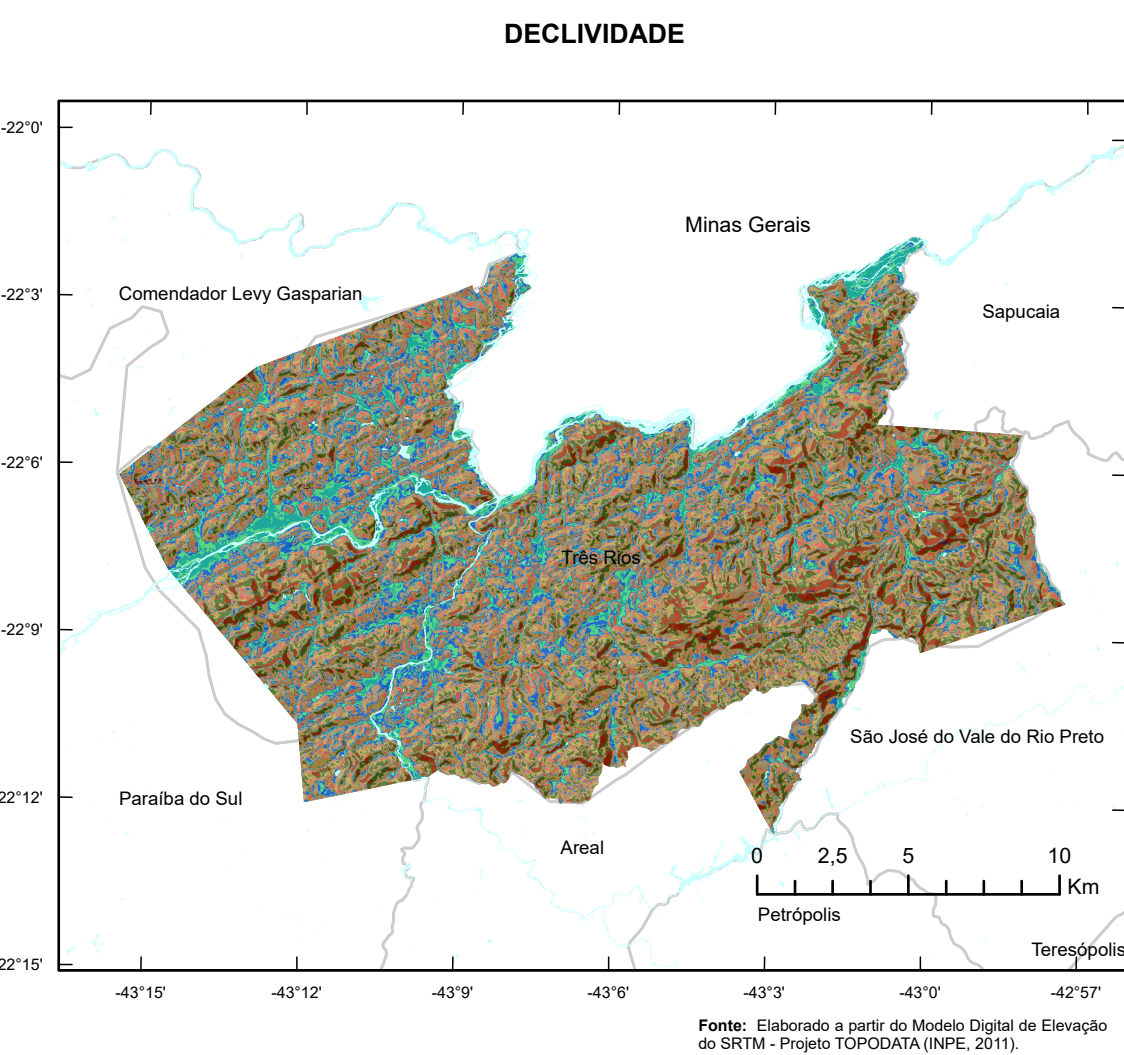 DECLIVIDADE
-22°0'
Minas Gerais
-22°3'
Comendador Levy Gasparian
Sapucaia
-22°6'
Três Rios
-22°9'
São José do Vale do Rio Preto
22°12'
Paraíba do Sul
Areal
0 2,5 5 10
Km
Petrópolis
Teresópolis
22°15'
-43°15' -43°12' -43°9' -43°6' -43°3' -43°0' -42°57'
Fonte: Elaborado a partir do Modelo Digital de Elevação
do SRTM - Projeto TOPODATA (INPE, 2011).